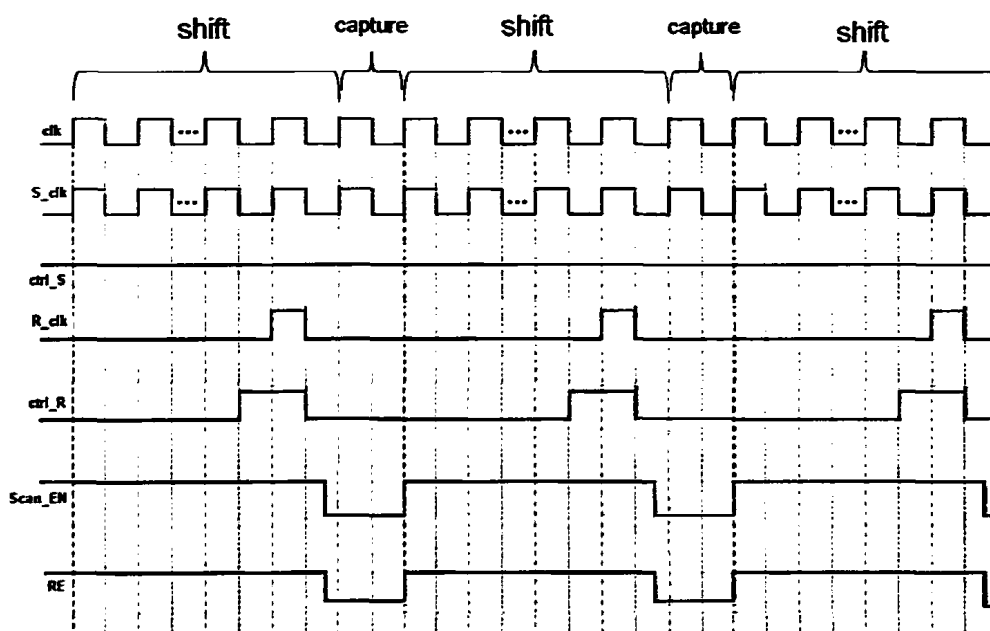 shift capture shift capture shift
clk ... ... ...
S_clk ... ... ...
ctrl_S
R_clk
ctrl_R
Scan_EN
RE